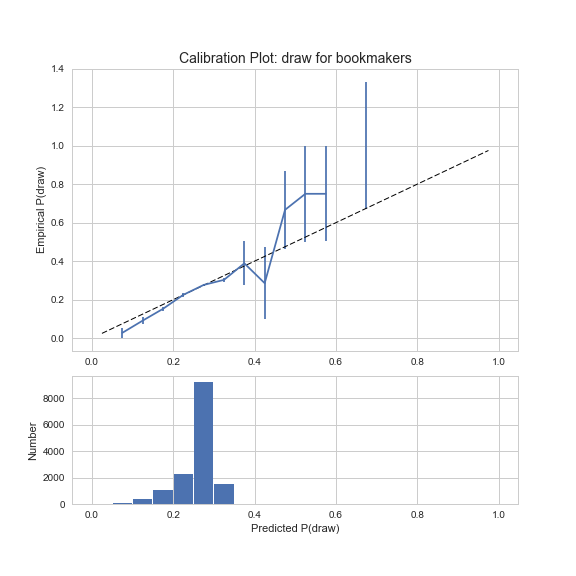 Calibration Plot: draw for bookmakers
1.4
1.2
1.0
0.8
0.6
0.4
0.2
0.0
Empirical P(draw)
0.0 0.2 0.4 0.6 0.8 1.0
8000
6000
4000
2000
0
Number
0.0 0.2 0.4 0.6 0.8 1.0
Predicted P(draw)